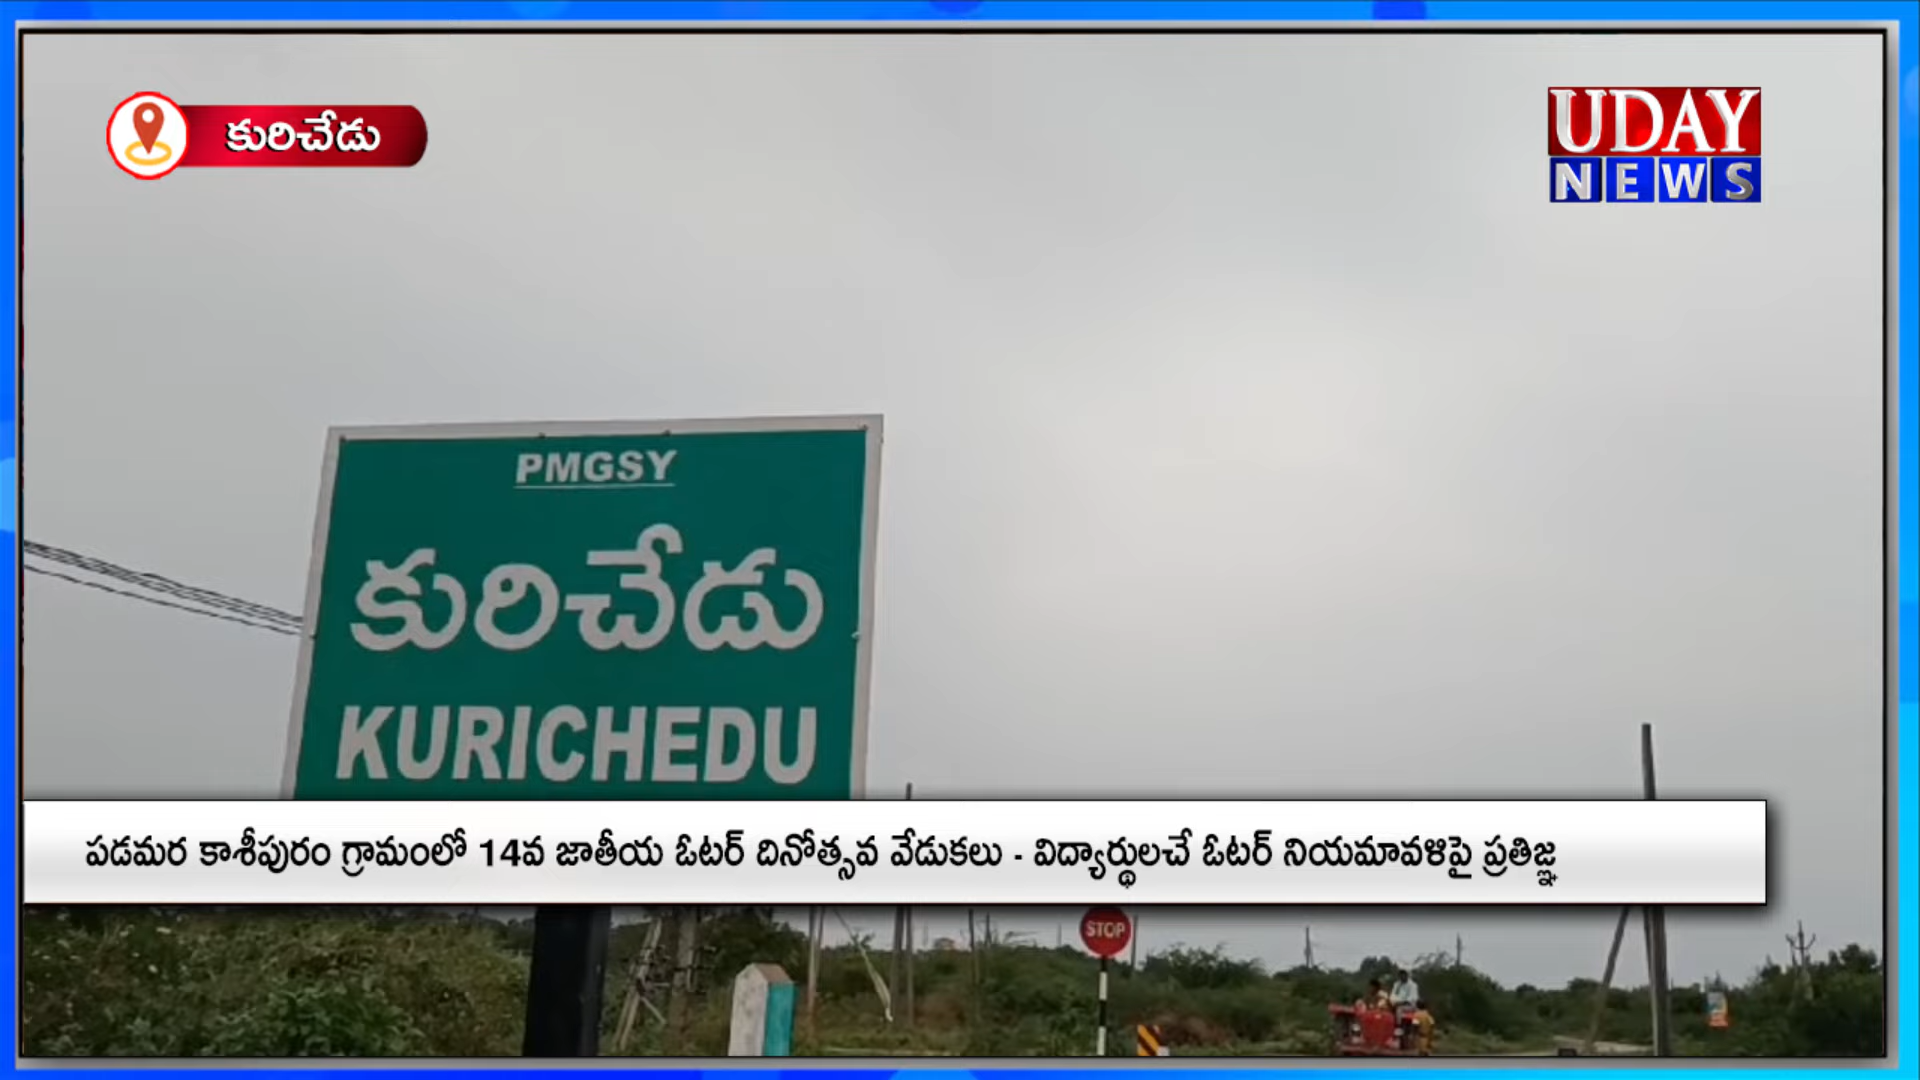 కురిచేడు
UDAY
NEWS
PMGSY
కురిచేడు
KURICHEDU
పడమర కాశీపురం గ్రామంలో 14వ జాతీయ ఓటర్ దినోత్సవ వేడుకలు - విద్యార్థులచే ఓటర్ నియమావళిపై ప్రతిజ్ఞ
STOP